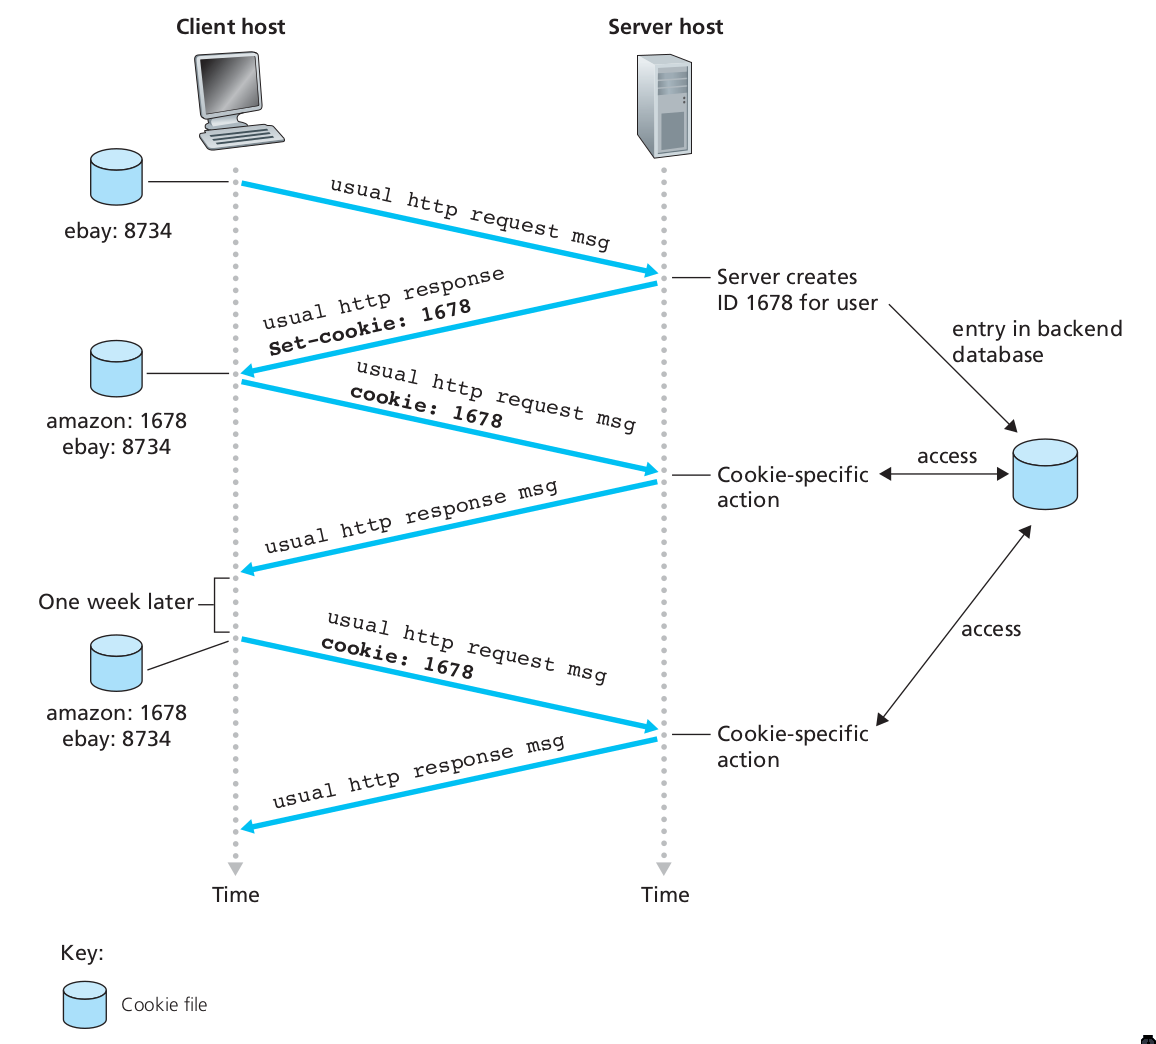 Client host
Server host
ebay: 8734
usual http request msg
Server creates
ID 1678 for user
entry in backend
database
usual http response
Set-cookie: 1678
amazon: 1678
ebay: 8734
usual http request msg
cookie: 1678
Cookie-specific
action
access
usual http response msg
One week later
amazon: 1678
ebay: 8734
usual http request msg
cookie: 1678
access
Cookie-specific
action
usual http response msg
Time
Time
Key:
Cookie file